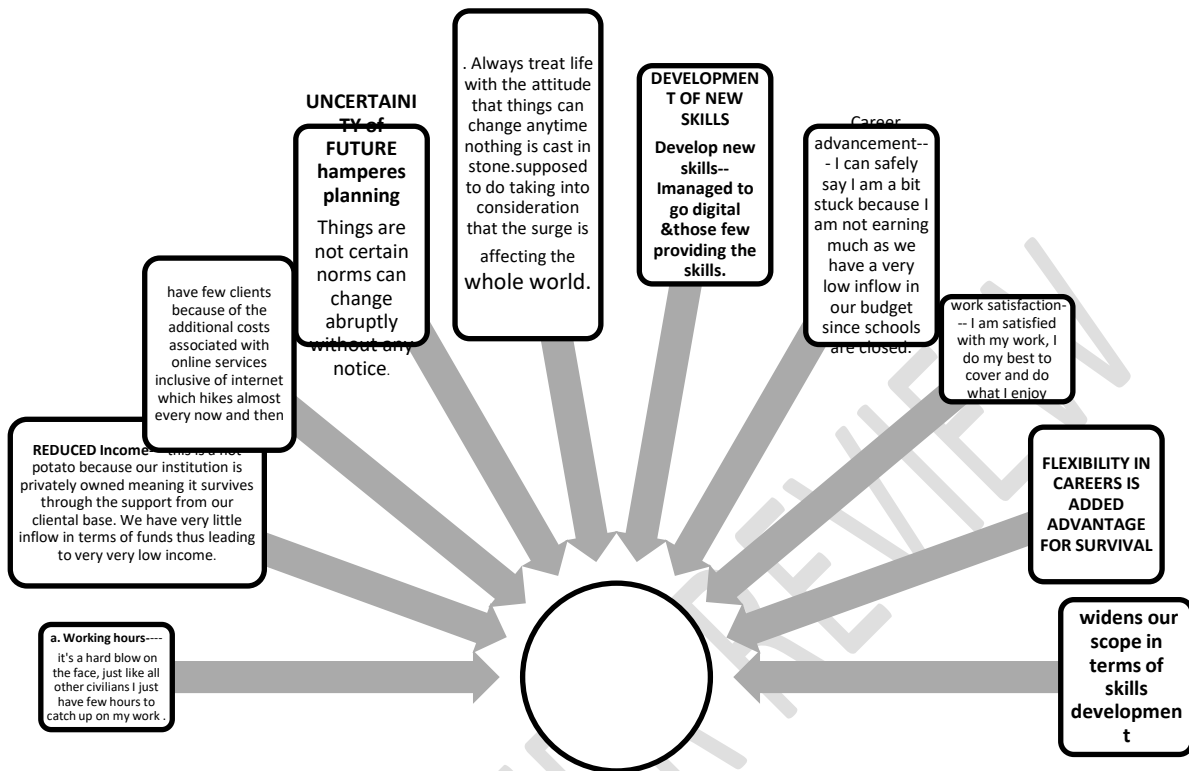 a. Working hours----
it's a hard blow on
the face, just like all
other civilians I just
have few hours to
catch up on my work .
REDUCED Income-- this is a hot
potato because our institution is
privately owned meaning it survives
through the support from our
cliental base. We have very little
inflow in terms of funds thus leading
to very very low income.
have few clients
because of the
additional costs
associated with
online services
inclusive of internet
which hikes almost
every now and then
UNCERTAINI
TY of
FUTURE
hamperes
planning
Things are
not certain
norms can
change
abruptly
without any
notice.
. Always treat life
with the attitude
that things can
change anytime
nothing is cast in
stone.supposed
to do taking into
consideration
that the surge is
affecting the
whole world.
DEVELOPMEN
T OF NEW
SKILLS
Develop new
skills--
Imanaged to
go digital
&those few
providing the
skills.
Career
advancement---
- I can safely
say I am a bit
stuck because I
am not earning
much as we
have a very
low inflow in
our budget
since schools
are closed.
work satisfaction-
-- I am satisfied
with my work, I
do my best to
cover and do
what I enjoy
FLEXIBILITY IN
CAREERS IS
ADDED
ADVANTAGE
FOR SURVIVAL
widens our
scope in
terms of
skills
developmen
t
REVIEW